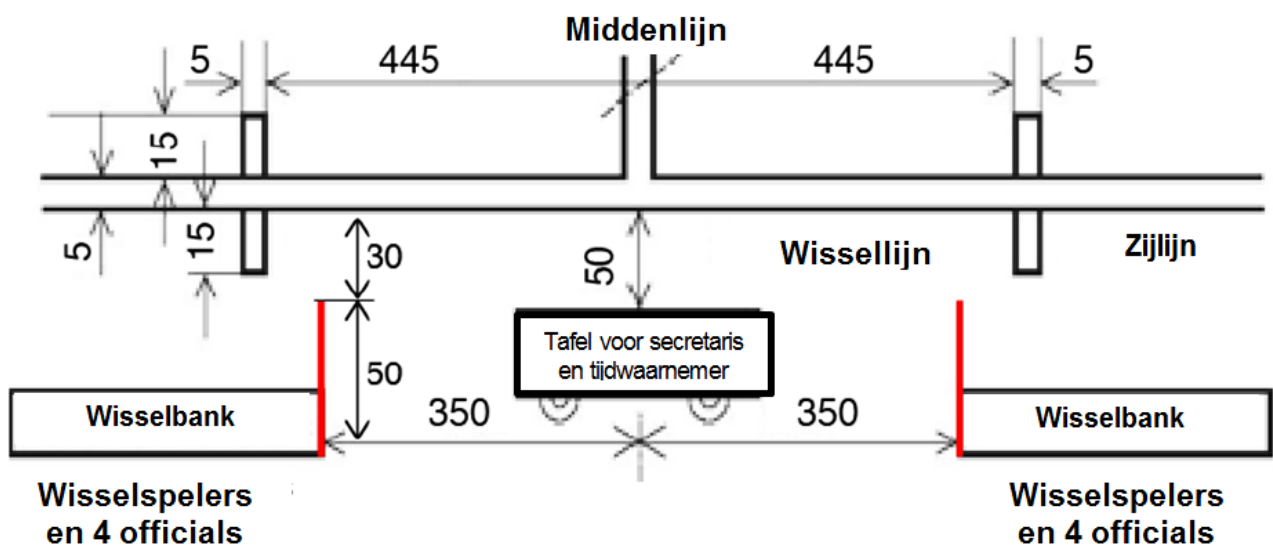 Middenlijn
5
445
445
5
15
5
15
30
50
Wissellijn
Zijlijn
50
Tafel voor secretaris
en tijdwaarnemer
350
350
Wisselbank
Wisselbank
Wisselspelers
en 4 officials
Wisselspelers
en 4 officials